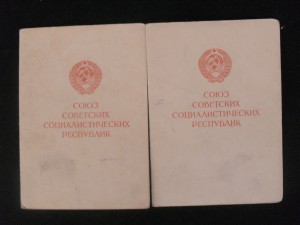 СОЮЗ
СОВЕТСКИХ
СОЦИАЛИСТИЧЕСКИХ
РЕСПУБЛИК
СОЮЗ
СОВЕТСКИХ
СОЦИАЛИСТИЧЕСКИХ
РЕСПУБЛИК